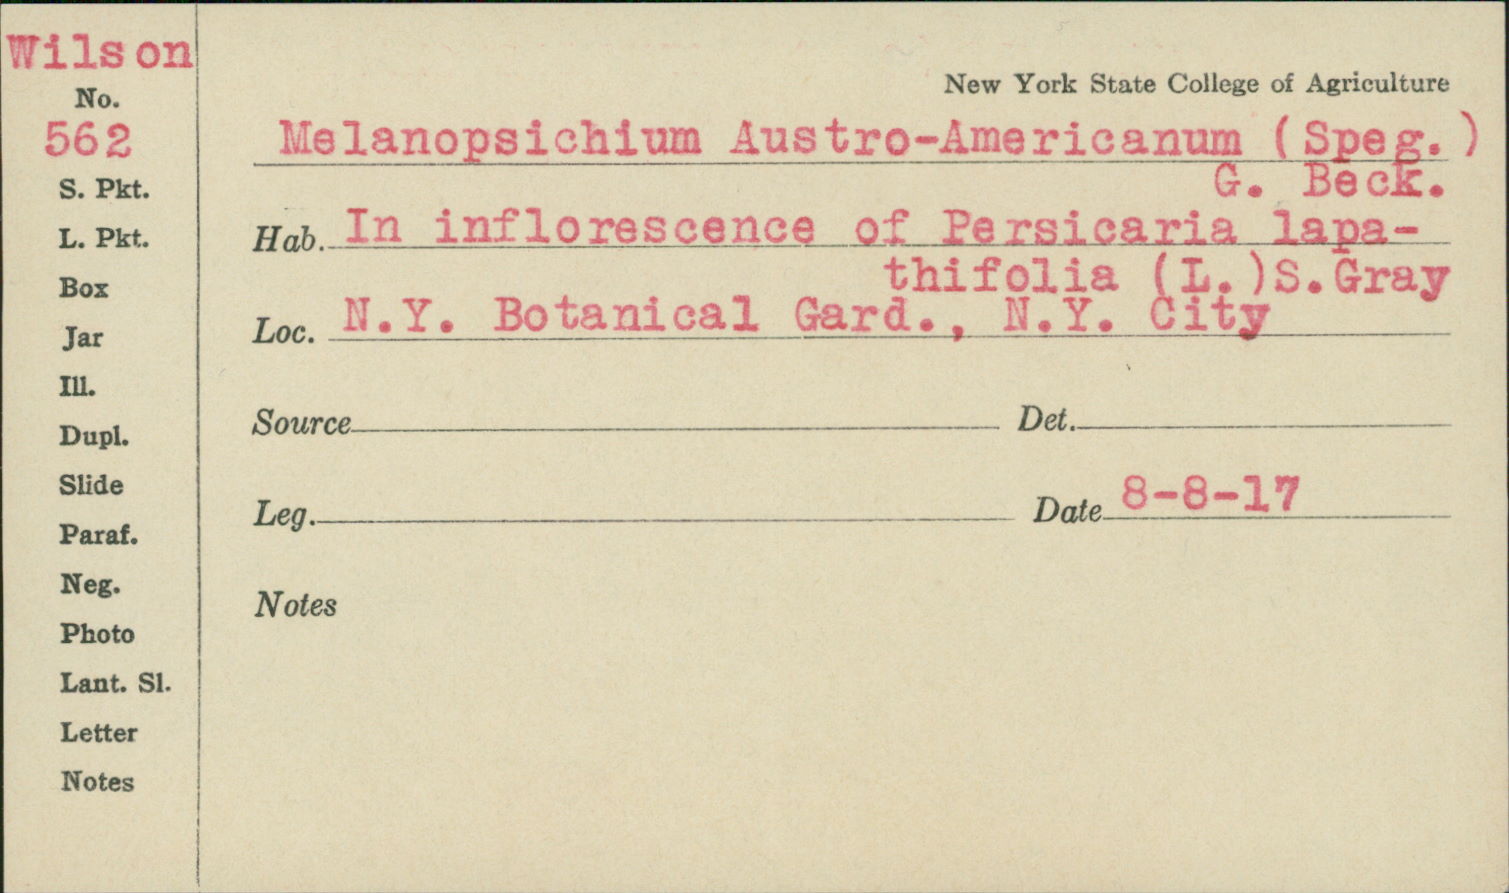 Wilson
No.
562
S. Pkt.
L. Pkt.
Box
Jar
Ill.
Dupl.
Slide
Paraf.
Neg.
Photo
Lant. Sl.
Letter
Notes
New York State College of Agriculture
Melanopsichium Austro-Americanum (Speg.)
G. Beck.
Hab. In inflorescence of Persicaria lapa-
thifolia (L.)S.Gray
Loc. N.Y. Botanical Gard., N.Y. City
Source Det.
Leg. Date 8-8-17
Notes